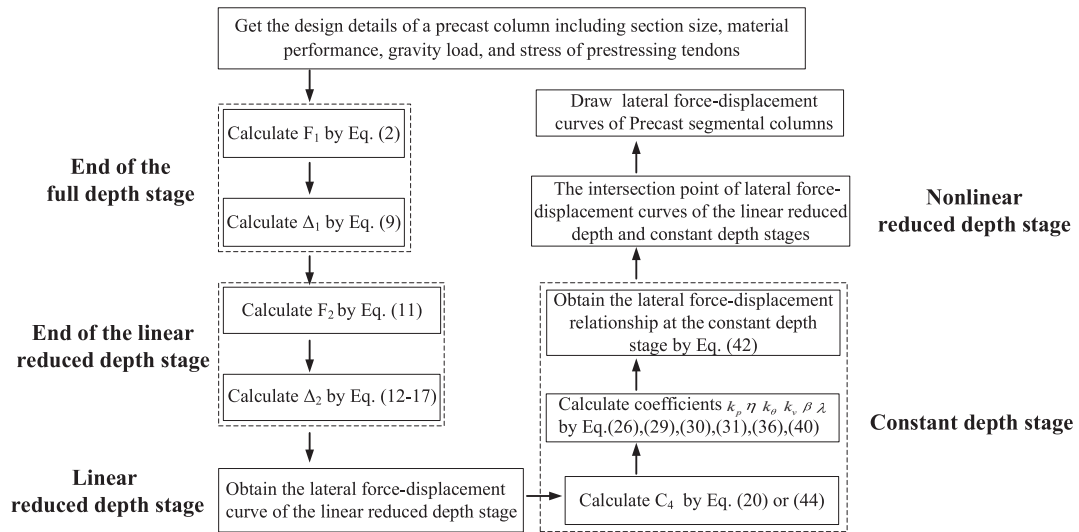 Get the design details of a precast column including section size, material
performance, gravity load, and stress of prestressing tendons
End of the
full depth stage
Calculate F₁ by Eq. (2)
Calculate Δ₁ by Eq. (9)
End of the linear
reduced depth stage
Calculate F₂ by Eq. (11)
Calculate Δ₂ by Eq. (12-17)
Linear
reduced depth stage
Obtain the lateral force-displacement
curve of the linear reduced depth stage
Calculate C₄ by Eq. (20) or (44)
Calculate coefficients kₚ η k_θ kᵥ β λ
by Eq.(26),(29),(30),(31),(36),(40)
Constant depth stage
Obtain the lateral force-displacement
relationship at the constant depth
stage by Eq. (42)
The intersection point of lateral force-
displacement curves of the linear reduced
depth and constant depth stages
Nonlinear
reduced depth stage
Draw lateral force-displacement
curves of Precast segmental columns